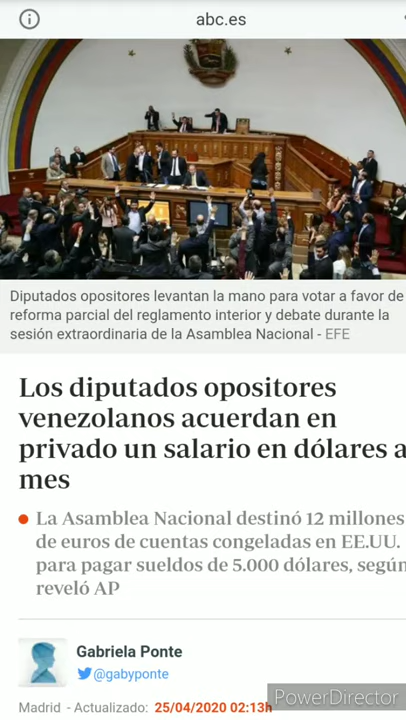 abc.es
Diputados opositores levantan la mano para votar a favor de
reforma parcial del reglamento interior y debate durante la
sesión extraordinaria de la Asamblea Nacional - EFE
Los diputados opositores
venezolanos acuerdan en
privado un salario en dólares a
mes
La Asamblea Nacional destinó 12 millones
de euros de cuentas congeladas en EE.UU.
para pagar sueldos de 5.000 dólares, según
reveló AP
Gabriela Ponte
@gabyponte
Madrid - Actualizado: 25/04/2020 02:13h
PowerDirector